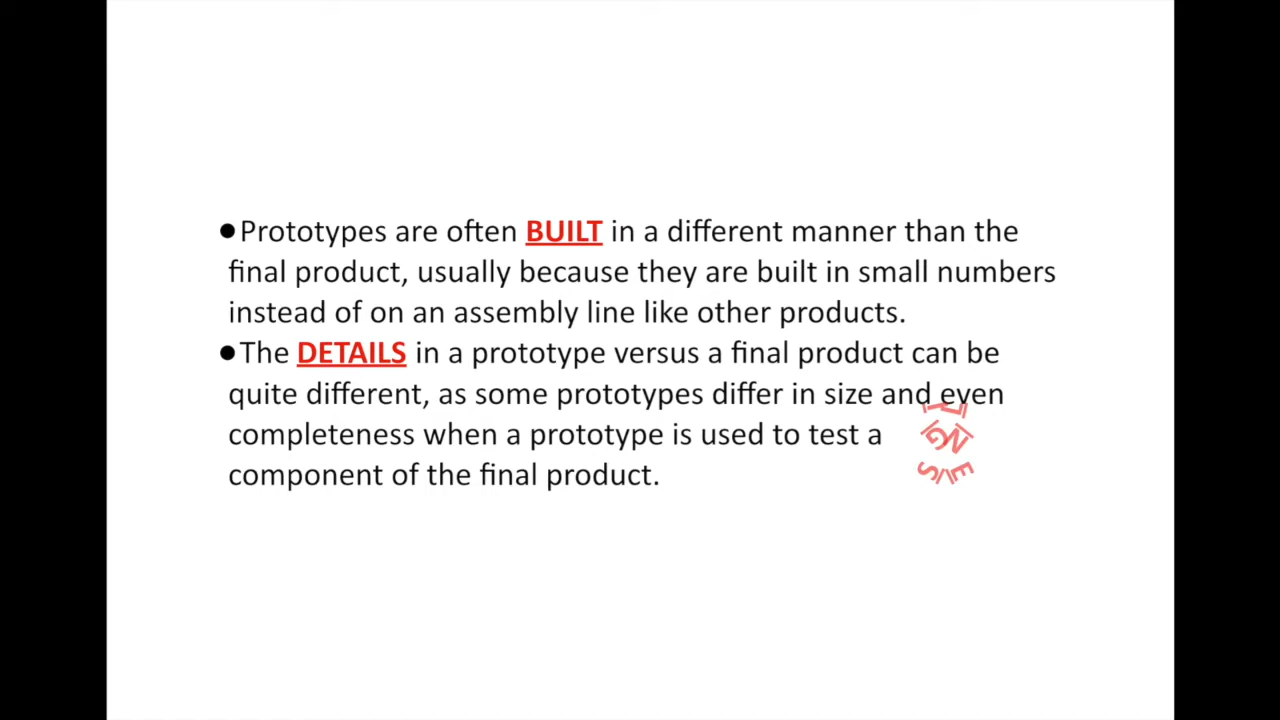 ●Prototypes are often BUILT in a different manner than the
final product, usually because they are built in small numbers
instead of on an assembly line like other products.
●The DETAILS in a prototype versus a final product can be
quite different, as some prototypes differ in size and even
completeness when a prototype is used to test a
component of the final product.